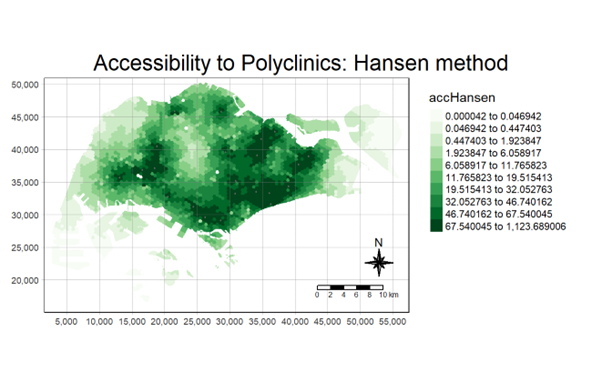 Accessibility to Polyclinics: Hansen method
accHansen
0.000042 to 0.046942
0.046942 to 0.447403
0.447403 to 1.923847
1.923847 to 6.058917
6.058917 to 11.765823
11.765823 to 19.515413
19.515413 to 32.052763
32.052763 to 46.740162
46.740162 to 67.540045
67.540045 to 1,123.689006
50,000
45,000
40,000
35,000
30,000
25,000
20,000
N
0 2 4 6 8 10 km
5,000 10,000 15,000 20,000 25,000 30,000 35,000 40,000 45,000 50,000 55,000